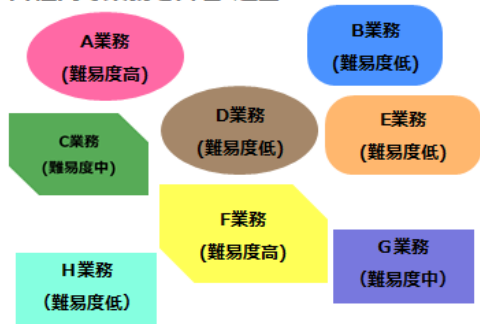 A業務
(難易度高)
B業務
(難易度低)
C業務
(難易度中)
D業務
(難易度低)
E業務
(難易度低)
F業務
(難易度高)
G業務
（難易度中）
H業務
（難易度低）